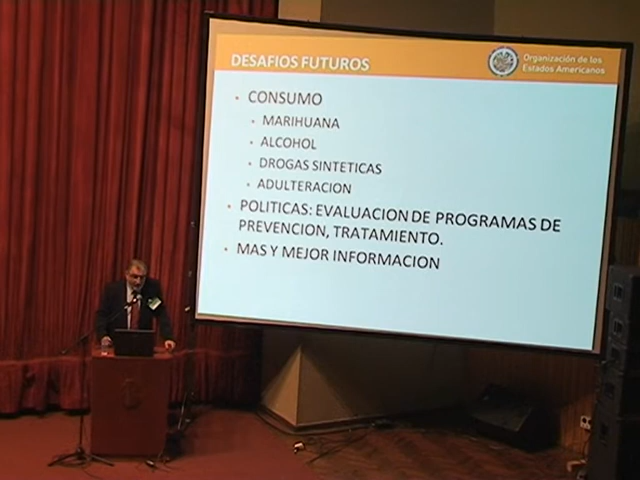 DESAFIOS FUTUROS
Organización de los
Estados Americanos
• CONSUMO
• MARIHUANA
• ALCOHOL
• DROGAS SINTETICAS
• ADULTERACION
• POLITICAS: EVALUACION DE PROGRAMAS DE
PREVENCION, TRATAMIENTO.
• MAS Y MEJOR INFORMACION